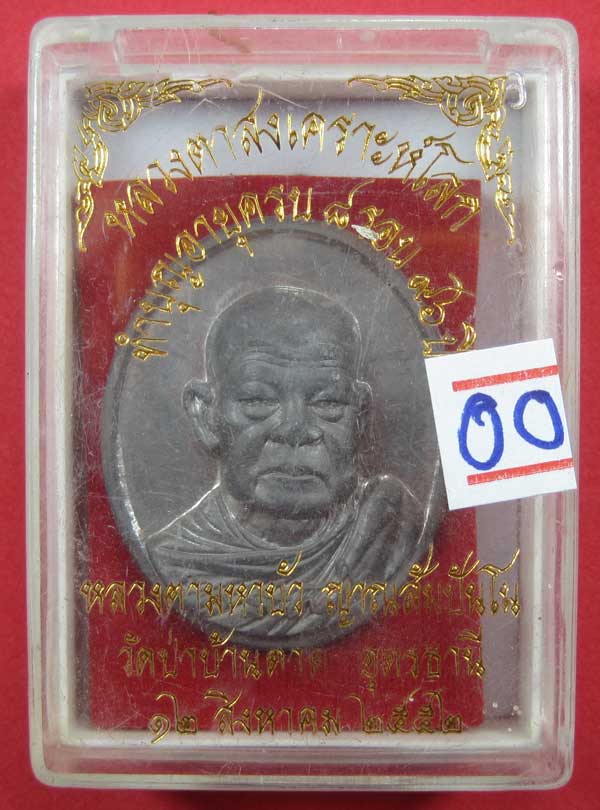 หลวงตาสงเคราะห์โลก
ทำบุญอายุครบ ๘ รอบ ๙๖ ปี
00
หลวงตามหาบัว ญาณสัมปันโน
วัดป่าบ้านตาด อุดรธานี
๑๒ สิงหาคม ๒๕๕๒